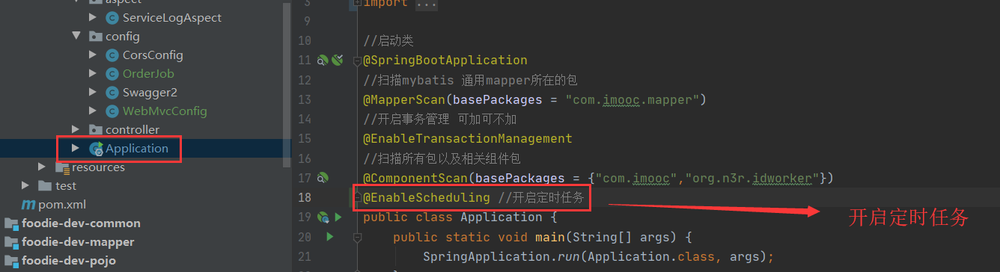 aspect
ServiceLogAspect
config
CorsConfig
OrderJob
Swagger2
WebMvcConfig
controller
Application
resources
test
pom.xml
foodie-dev-common
foodie-dev-mapper
foodie-dev-pojo
3 import ...
9
10 //启动类
11 @SpringBootApplication
12 //扫描mybatis 通用mapper所在的包
13 @MapperScan(basePackages = "com.imooc.mapper")
14 //开启事务管理 可加可不加
15 @EnableTransactionManagement
16 //扫描所有包以及相关组件包
17 @ComponentScan(basePackages = {"com.imooc","org.n3r.idworker"})
18 @EnableScheduling //开启定时任务
19 public class Application {
20 public static void main(String[] args) {
21 SpringApplication.run(Application.class, args);
开启定时任务